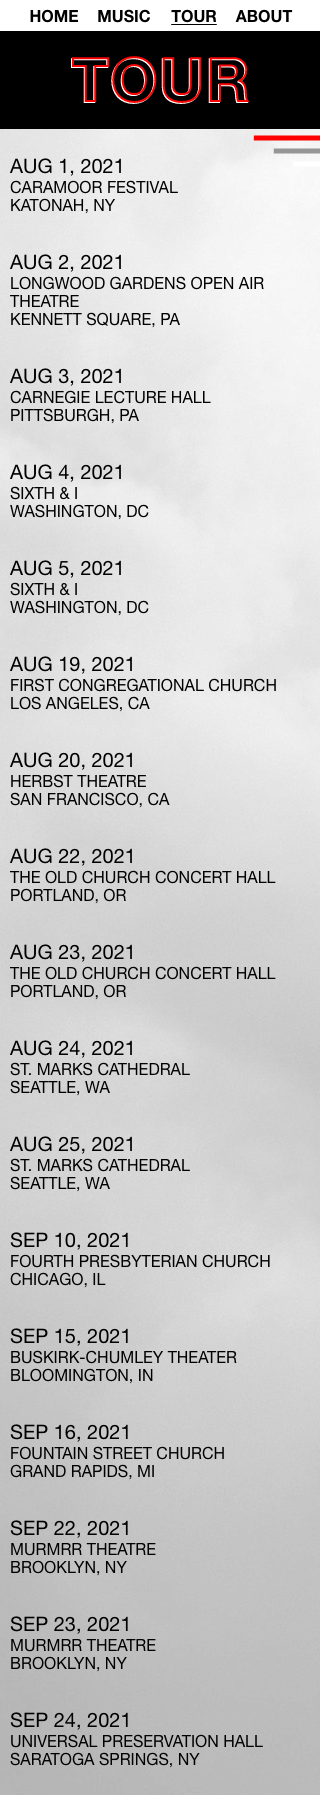 HOME MUSIC TOUR ABOUT
TOUR
AUG 1, 2021
CARAMOOR FESTIVAL
KATONAH, NY
AUG 2, 2021
LONGWOOD GARDENS OPEN AIR
THEATRE
KENNETT SQUARE, PA
AUG 3, 2021
CARNEGIE LECTURE HALL
PITTSBURGH, PA
AUG 4, 2021
SIXTH & I
WASHINGTON, DC
AUG 5, 2021
SIXTH & I
WASHINGTON, DC
AUG 19, 2021
FIRST CONGREGATIONAL CHURCH
LOS ANGELES, CA
AUG 20, 2021
HERBST THEATRE
SAN FRANCISCO, CA
AUG 22, 2021
THE OLD CHURCH CONCERT HALL
PORTLAND, OR
AUG 23, 2021
THE OLD CHURCH CONCERT HALL
PORTLAND, OR
AUG 24, 2021
ST. MARKS CATHEDRAL
SEATTLE, WA
AUG 25, 2021
ST. MARKS CATHEDRAL
SEATTLE, WA
SEP 10, 2021
FOURTH PRESBYTERIAN CHURCH
CHICAGO, IL
SEP 15, 2021
BUSKIRK-CHUMLEY THEATER
BLOOMINGTON, IN
SEP 16, 2021
FOUNTAIN STREET CHURCH
GRAND RAPIDS, MI
SEP 22, 2021
MURMRR THEATRE
BROOKLYN, NY
SEP 23, 2021
MURMRR THEATRE
BROOKLYN, NY
SEP 24, 2021
UNIVERSAL PRESERVATION HALL
SARATOGA SPRINGS, NY